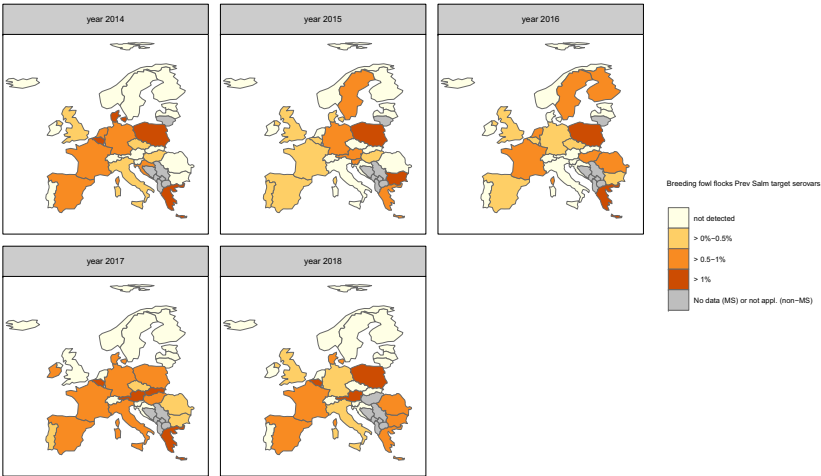 year 2014
year 2015
year 2016
Breeding fowl flocks Prev Salm target serovars
not detected
> 0%−0.5%
> 0.5−1%
> 1%
No data (MS) or not appl. (non−MS)
year 2017
year 2018